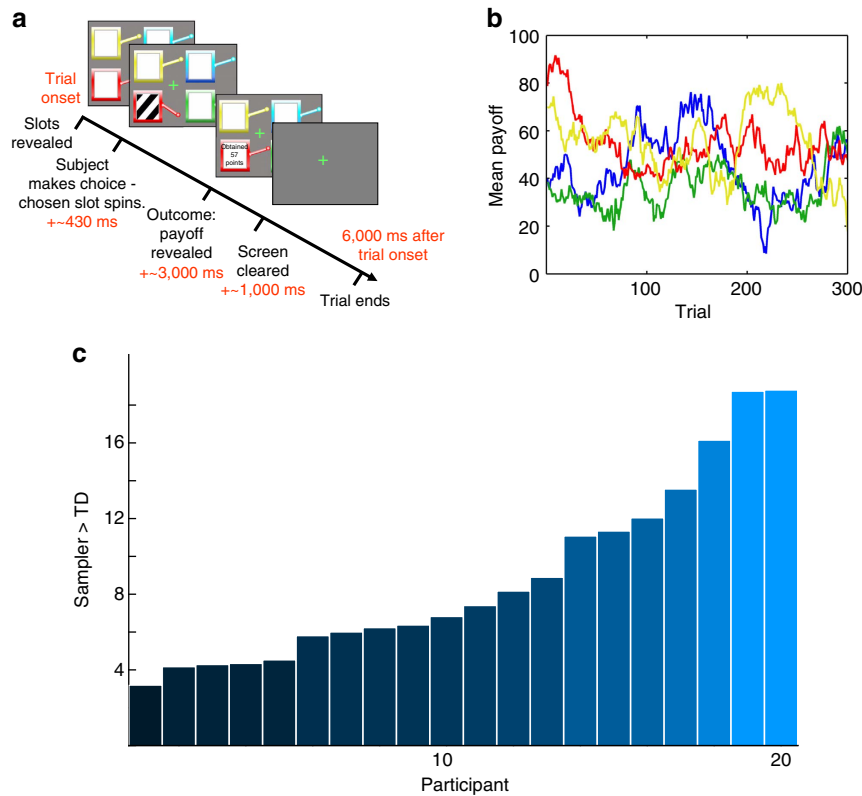 a
Trial
onset
Slots
revealed
Subject
makes choice -
chosen slot spins.
+~430 ms
Obtained
57
points
Outcome:
payoff
revealed
+~3,000 ms
Screen
cleared
+~1,000 ms
6,000 ms after
trial onset
Trial ends
b
Mean payoff
100
80
60
40
20
0
100
200
300
Trial
c
Sampler > TD
16
12
8
4
10
20
Participant